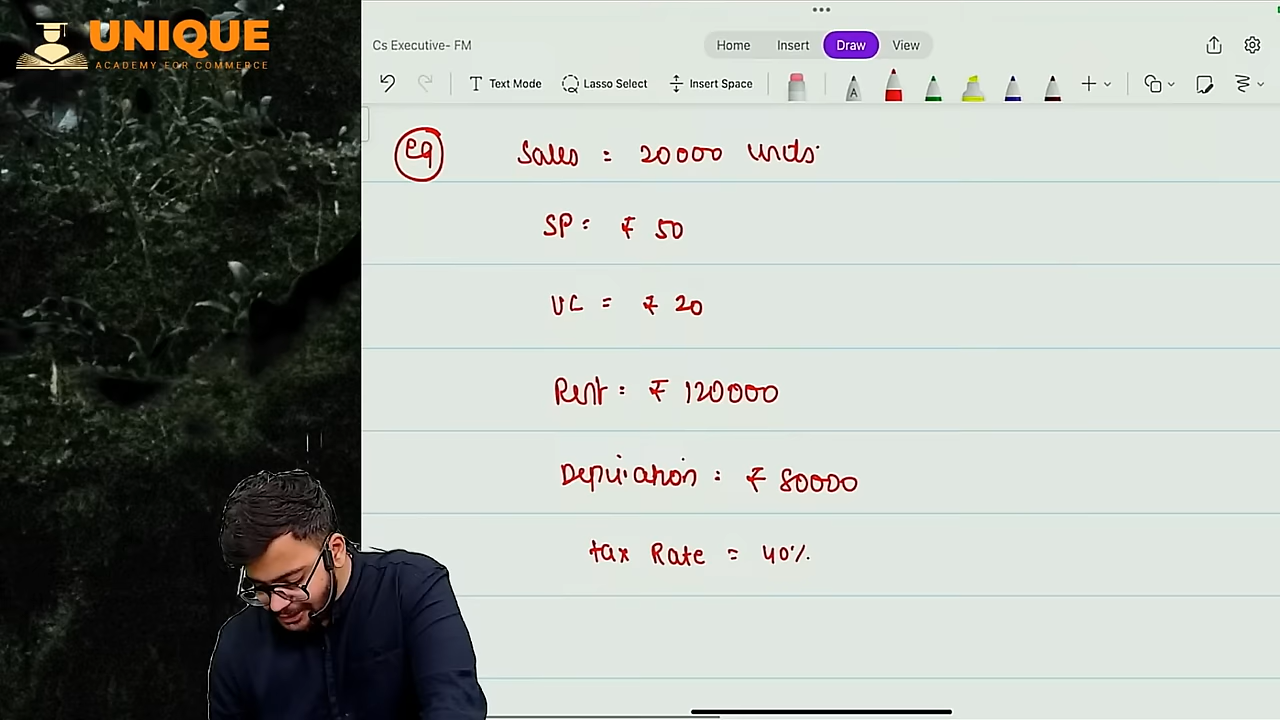 UNIQUE
ACADEMY FOR COMMERCE
Cs Executive- FM
Home Insert Draw View
Text Mode Lasso Select Insert Space A
eg Sales = 20000 Units
SP = ₹ 50
VC = ₹ 20
Rent = ₹ 120000
Depreciation = ₹ 80000
tax Rate = 40%